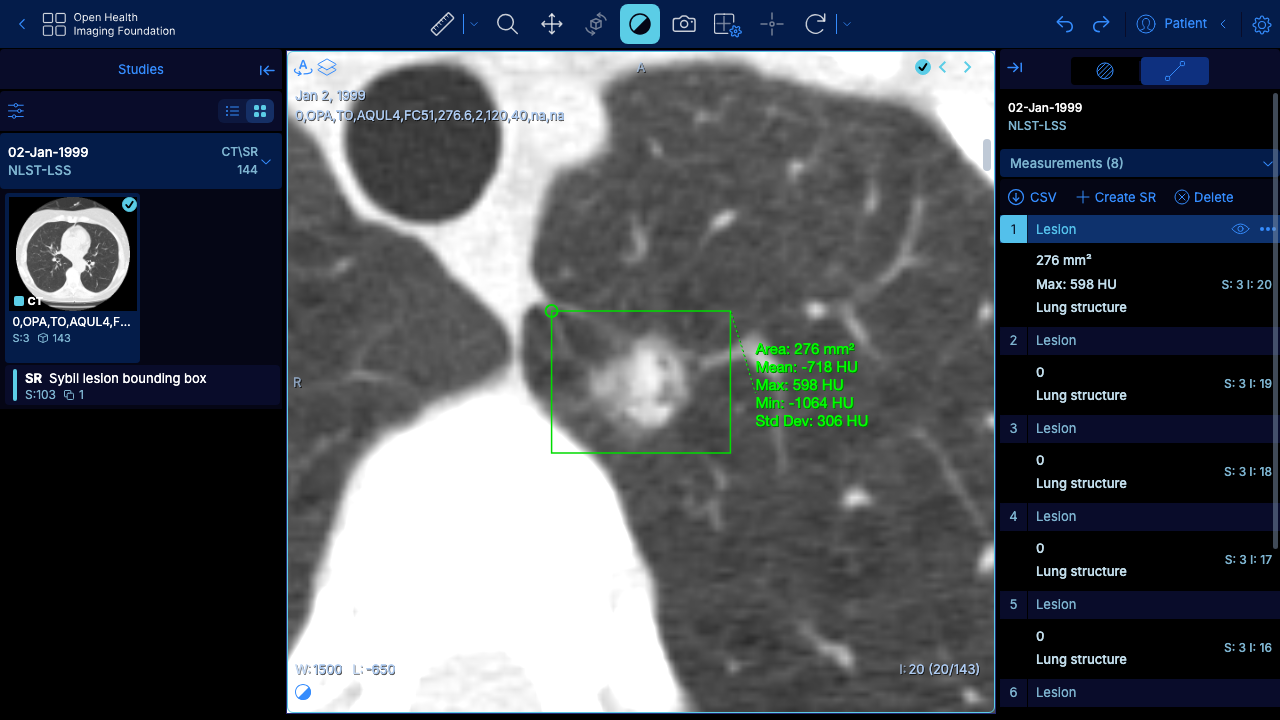 Open Health
Imaging Foundation
Patient
Studies
02-Jan-1999
CT\SR
NLST-LSS
144
CT
0,OPA,TO,AQUL4,F...
S:3
143
SR Sybil lesion bounding box
S:103
1
A
A
Jan 2, 1999
0,OPA,TO,AQUL4,FC51,276.6,2,120,40,na,na
R
Area: 276 mm²
Mean: -718 HU
Max: 598 HU
Min: -1064 HU
Std Dev: 306 HU
W: 1500 L: -650
I: 20 (20/143)
02-Jan-1999
NLST-LSS
Measurements (8)
CSV
Create SR
Delete
1 Lesion
276 mm²
Max: 598 HU
S: 3 I: 20
Lung structure
2 Lesion
0
S: 3 I: 19
Lung structure
3 Lesion
0
S: 3 I: 18
Lung structure
4 Lesion
0
S: 3 I: 17
Lung structure
5 Lesion
0
S: 3 I: 16
Lung structure
6 Lesion